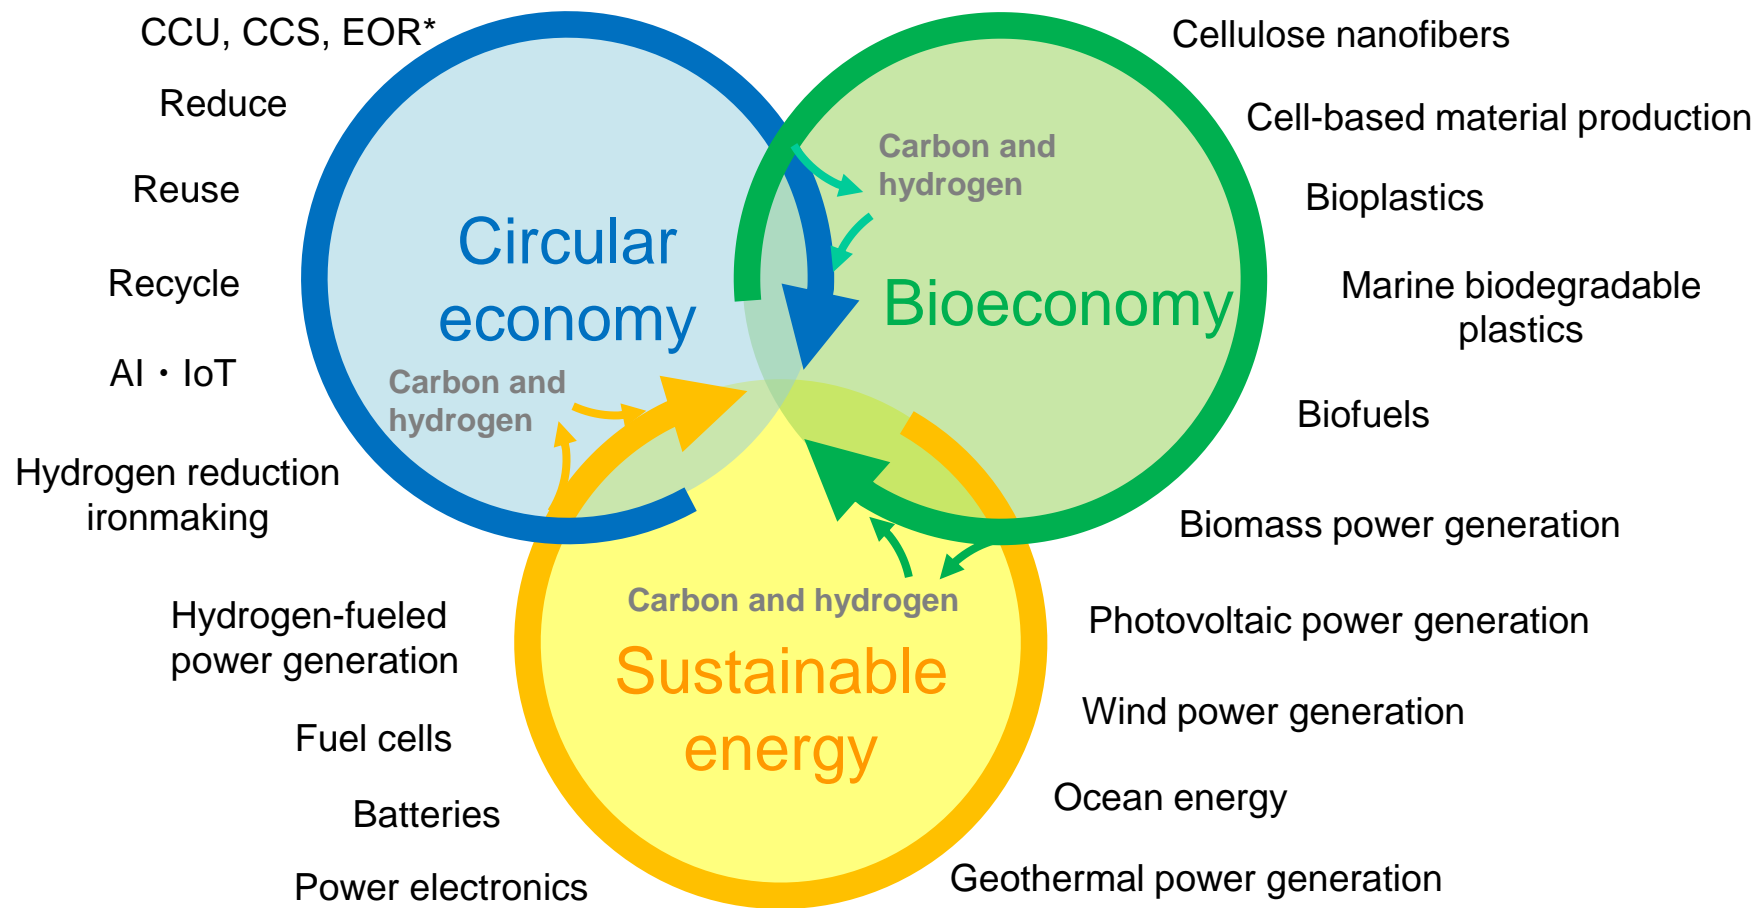 CCU, CCS, EOR*
Reduce
Reuse
Recycle
AI・IoT
Hydrogen reduction
ironmaking
Hydrogen-fueled
power generation
Fuel cells
Batteries
Power electronics
Circular
economy
Carbon and
hydrogen
Carbon and
hydrogen
Bioeconomy
Carbon and hydrogen
Sustainable
energy
Cellulose nanofibers
Cell-based material production
Bioplastics
Marine biodegradable
plastics
Biofuels
Biomass power generation
Photovoltaic power generation
Wind power generation
Ocean energy
Geothermal power generation